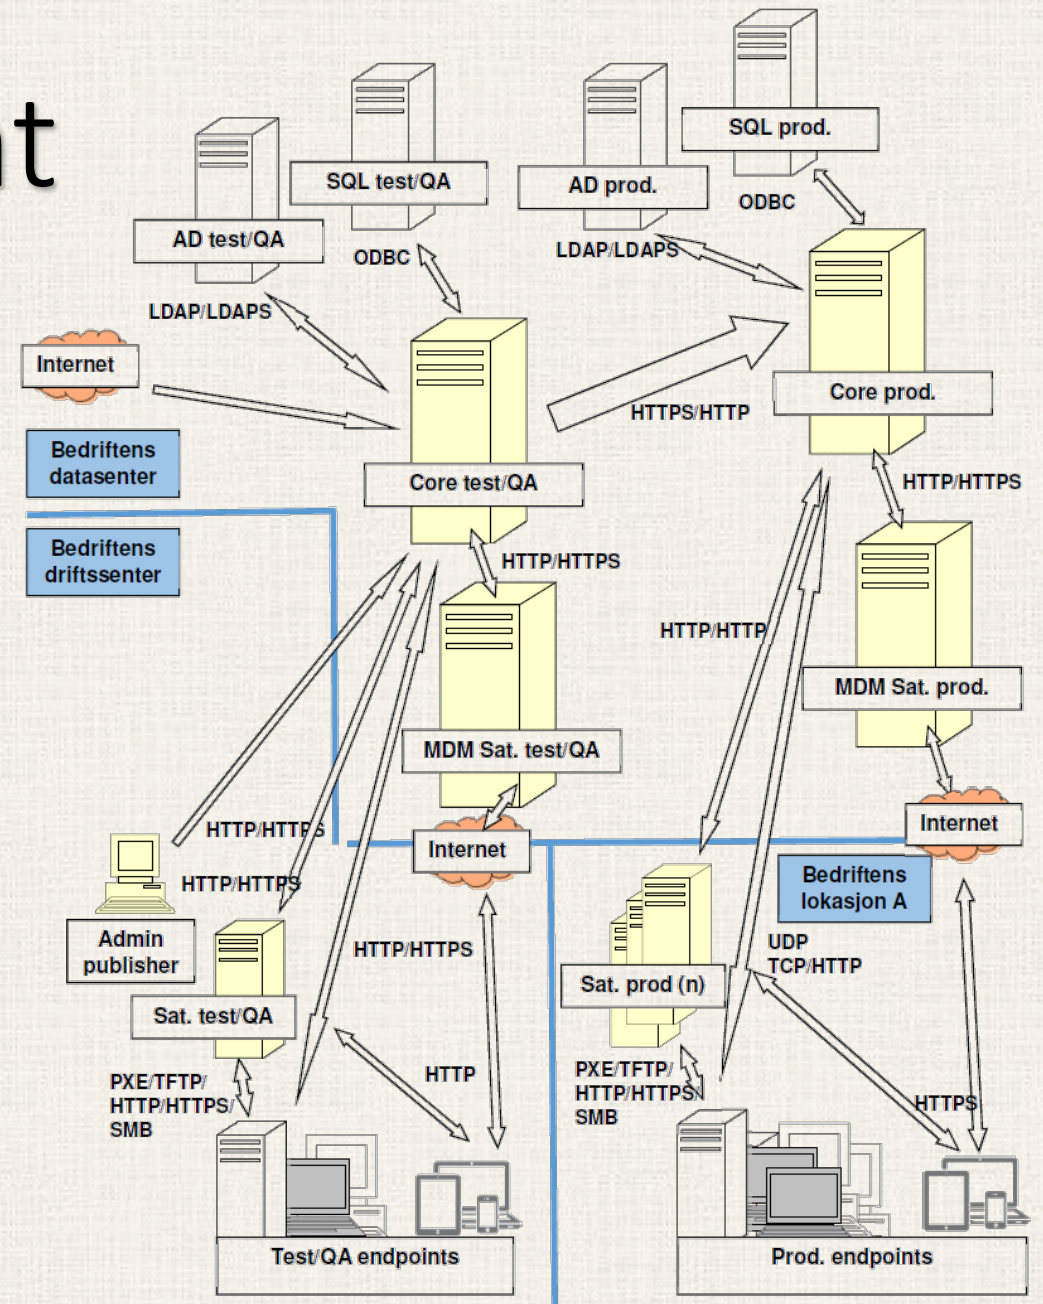 nt
SQL prod.
SQL test/QA
AD prod.
ODBC
AD test/QA
ODBC
LDAP/LDAPS
LDAP/LDAPS
Internet
Core prod.
HTTPS/HTTP
Bedriftens
datasenter
Core test/QA
HTTP/HTTPS
Bedriftens
driftssenter
HTTP/HTTPS
HTTP/HTTP
MDM Sat. prod.
MDM Sat. test/QA
HTTP/HTTPS
Internet
Internet
HTTP/HTTPS
Bedriftens
lokasjon A
Admin
publisher
HTTP/HTTPS
UDP
TCP/HTTP
Sat. prod (n)
Sat. test/QA
PXE/TFTP/
HTTP/HTTPS/
SMB
HTTP
PXE/TFTP/
HTTP/HTTPS/
SMB
HTTPS
Test/QA endpoints
Prod. endpoints